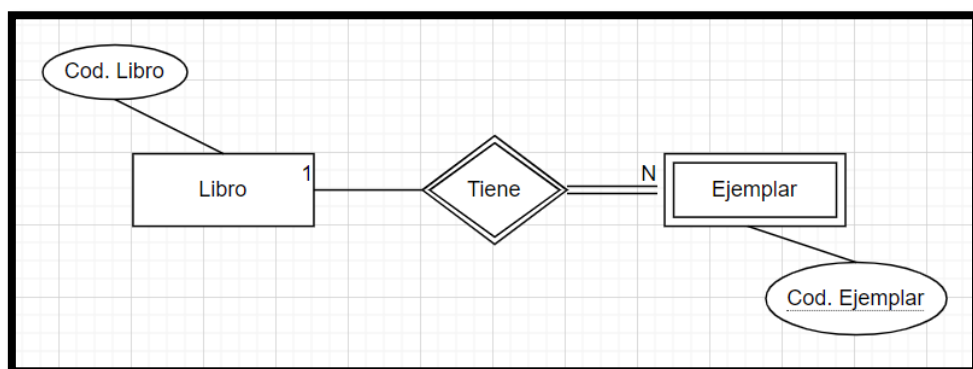 Cod. Libro
Libro
1
Tiene
N
Ejemplar
Cod. Ejemplar